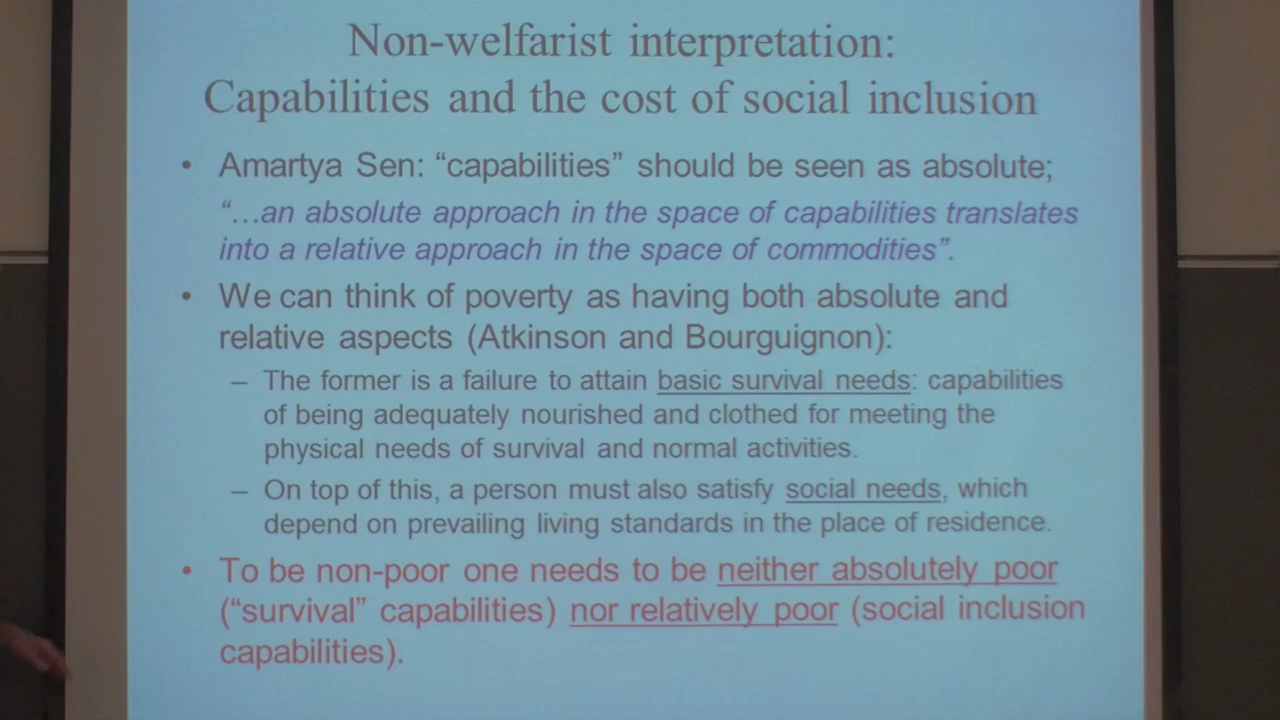 Non-welfarist interpretation:
Capabilities and the cost of social inclusion
• Amartya Sen: “capabilities” should be seen as absolute;
“…an absolute approach in the space of capabilities translates
into a relative approach in the space of commodities”.
• We can think of poverty as having both absolute and
relative aspects (Atkinson and Bourguignon):
– The former is a failure to attain basic survival needs: capabilities
of being adequately nourished and clothed for meeting the
physical needs of survival and normal activities.
– On top of this, a person must also satisfy social needs, which
depend on prevailing living standards in the place of residence.
• To be non-poor one needs to be neither absolutely poor
(“survival” capabilities) nor relatively poor (social inclusion
capabilities).